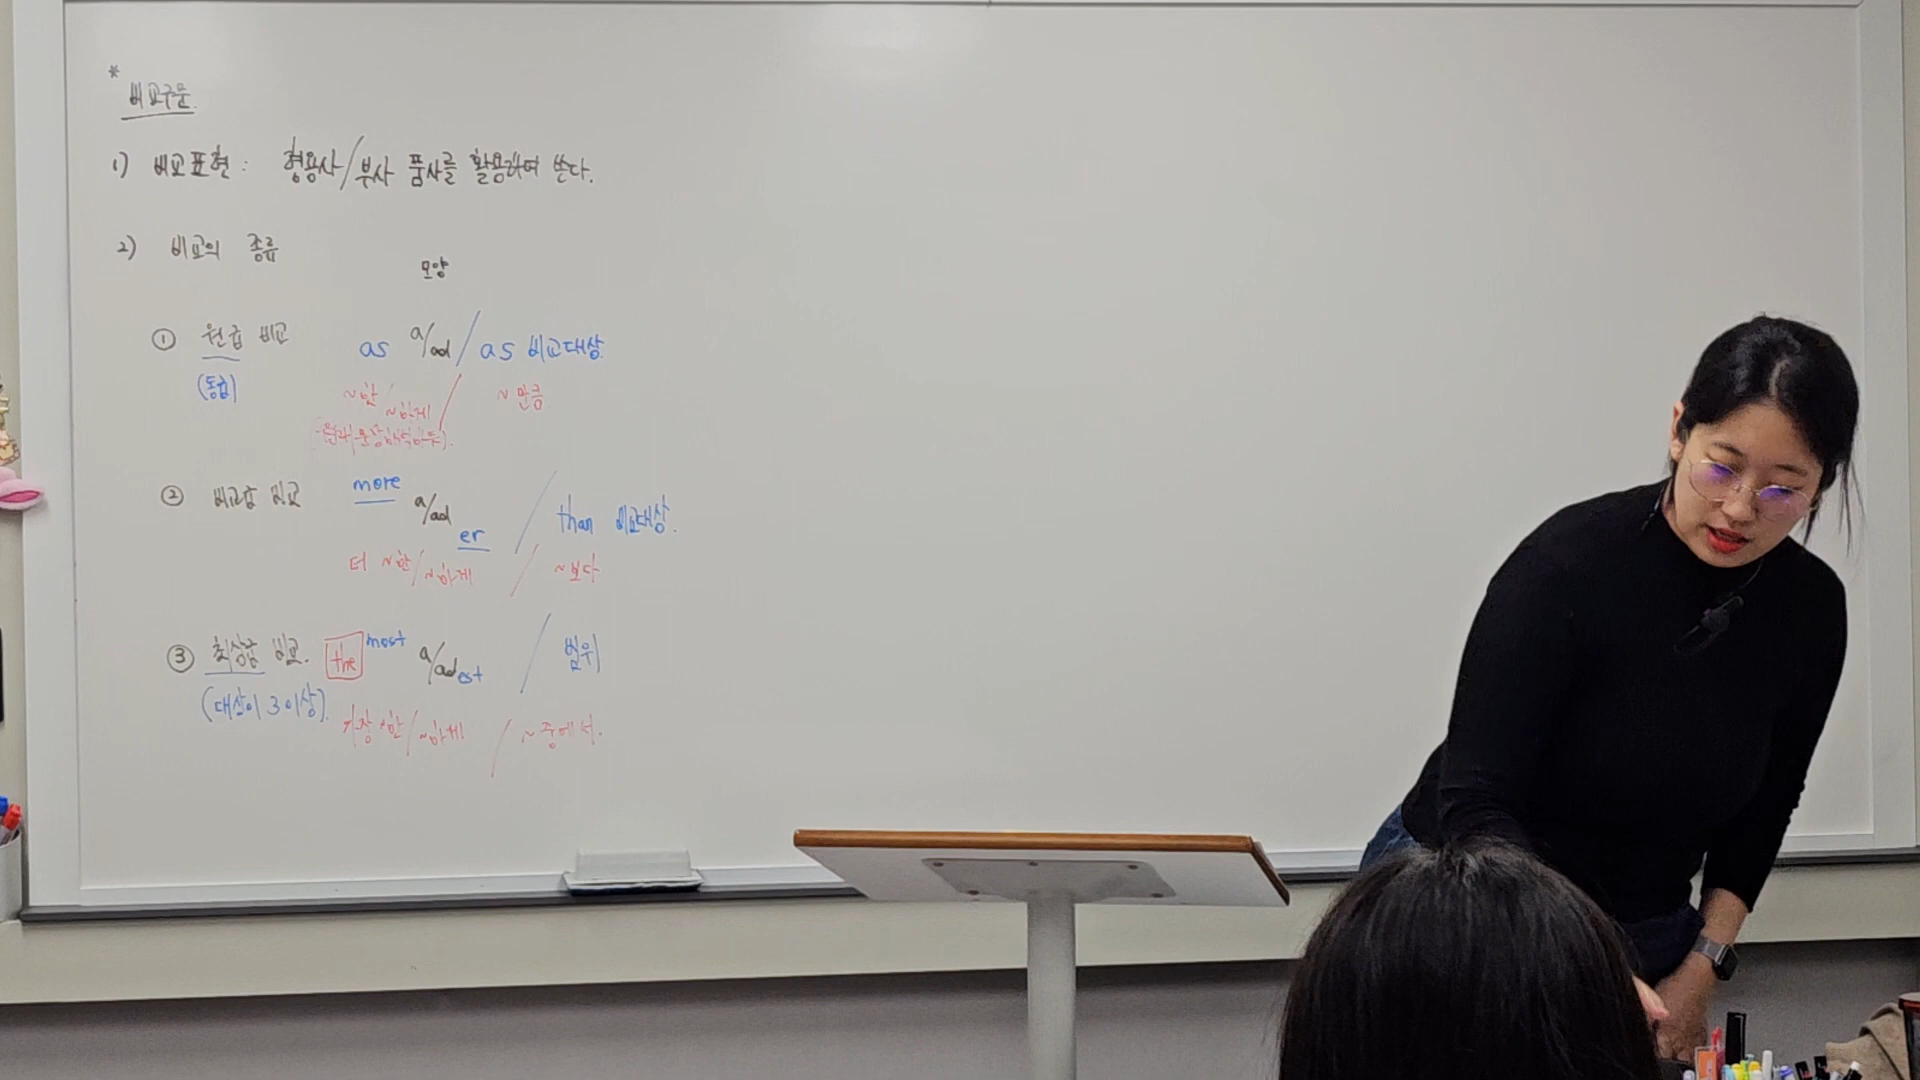 *
비교구문.
1) 비교표현 : 형용사/부사 품사를 활용하여 쓴다.
2) 비교의 종류
모양
① 원급 비교 as a/ad / as 비교대상.
(동급) ~한/~하게 / ~만큼
② 비교급 비교 more a/ad er / than 비교대상.
더 ~한/~하게 / ~보다
③ 최상급 비교. the most a/ad est / 범위
(대상이 3이상). 가장 ~한/~하게 / ~중에서.